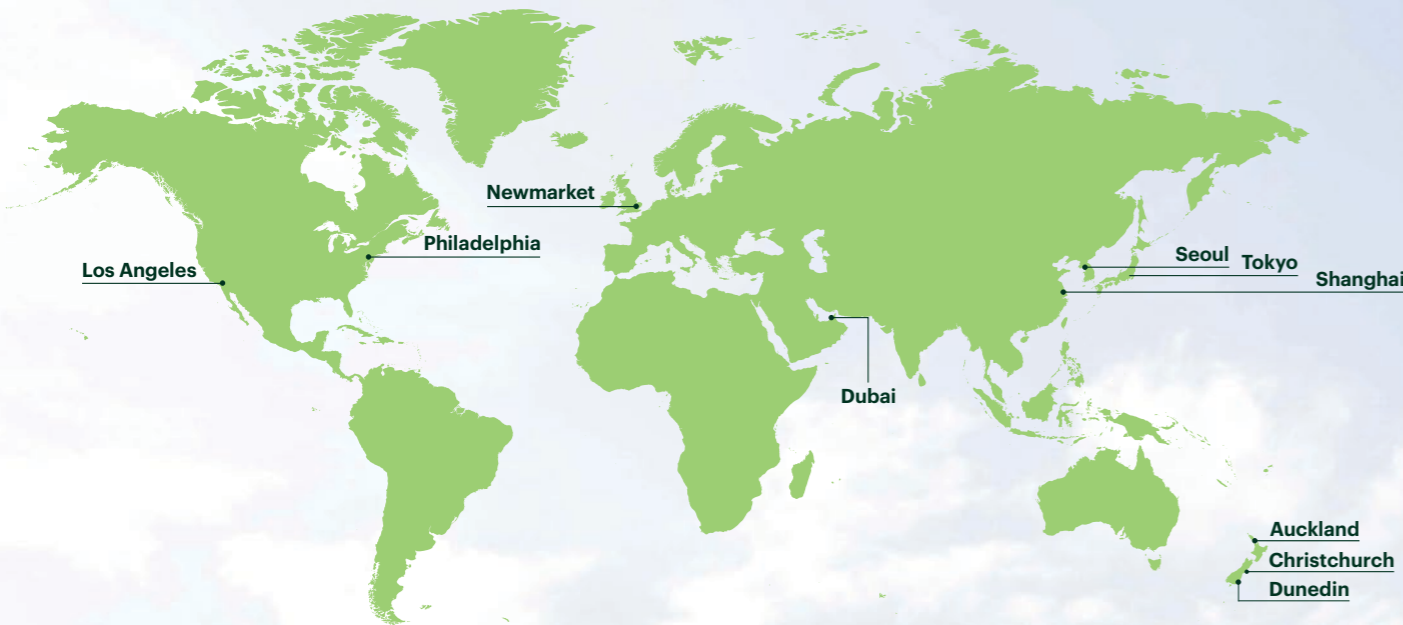 Newmarket
Philadelphia
Los Angeles
Seoul
Tokyo
Shanghai
Dubai
Auckland
Christchurch
Dunedin